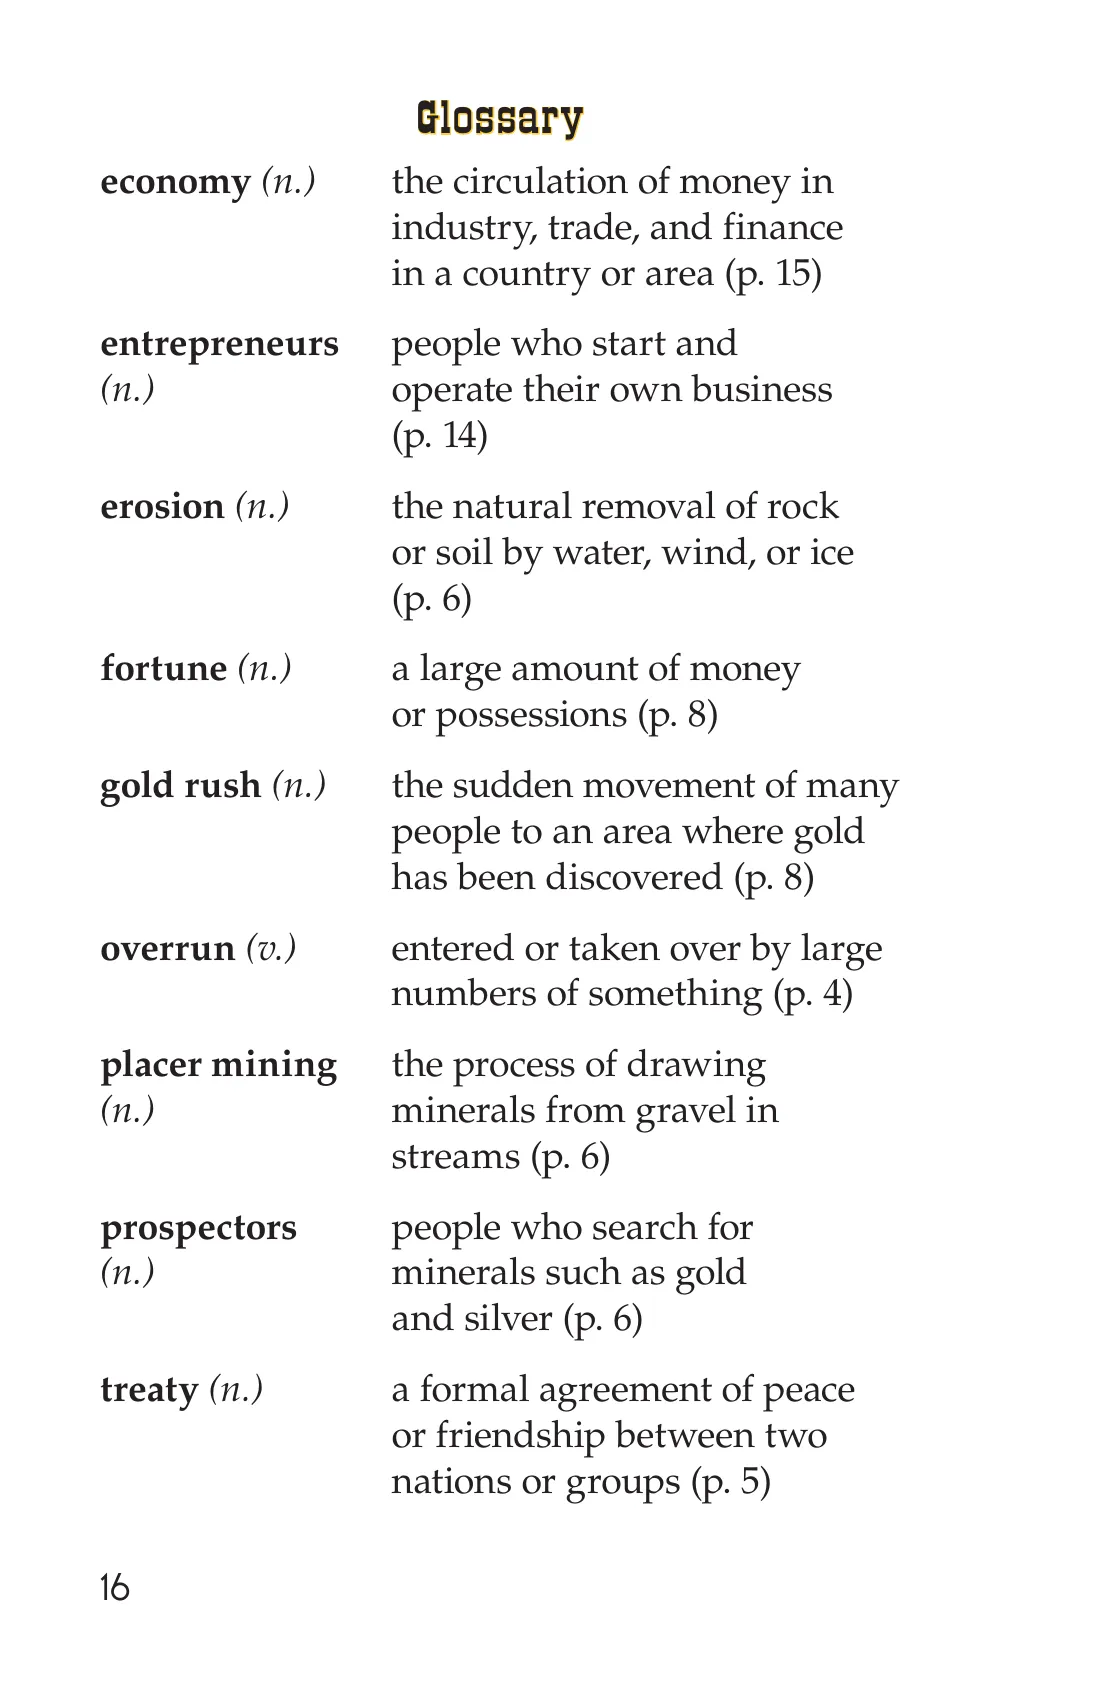 Glossary
economy (n.) the circulation of money in
industry, trade, and finance
in a country or area (p. 15)
entrepreneurs people who start and
(n.) operate their own business
(p. 14)
erosion (n.) the natural removal of rock
or soil by water, wind, or ice
(p. 6)
fortune (n.) a large amount of money
or possessions (p. 8)
gold rush (n.) the sudden movement of many
people to an area where gold
has been discovered (p. 8)
overrun (v.) entered or taken over by large
numbers of something (p. 4)
placer mining the process of drawing
(n.) minerals from gravel in
streams (p. 6)
prospectors people who search for
(n.) minerals such as gold
and silver (p. 6)
treaty (n.) a formal agreement of peace
or friendship between two
nations or groups (p. 5)
16